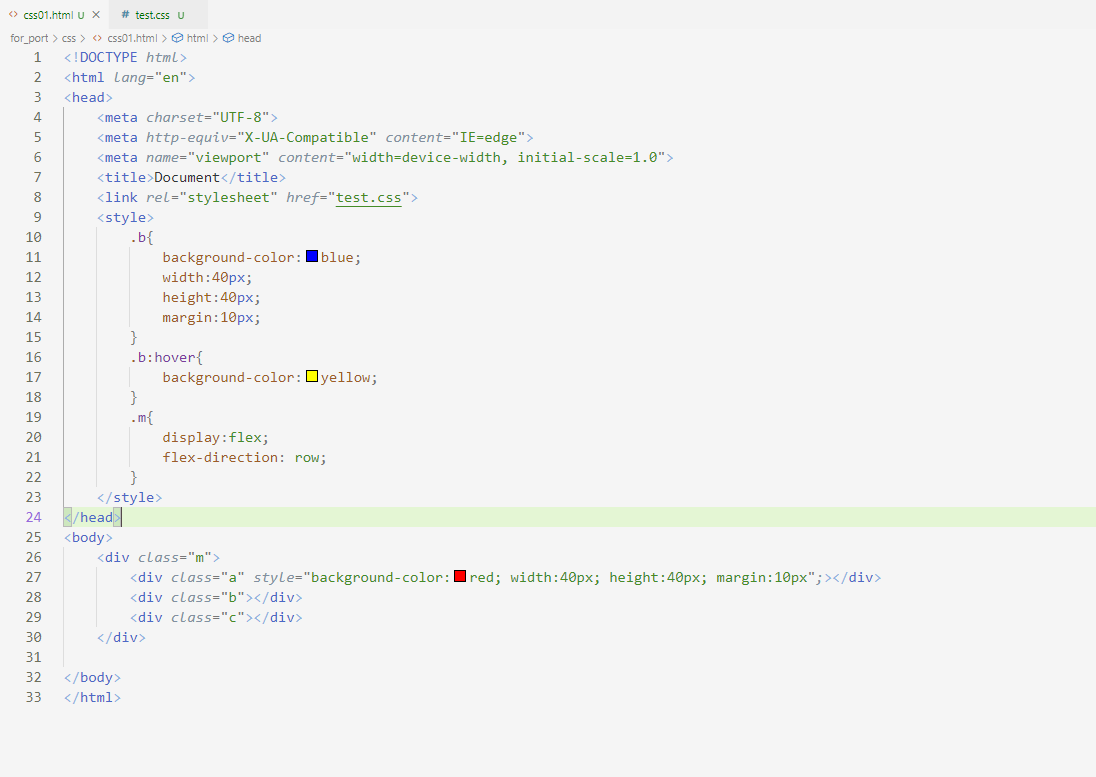 css01.html U × # test.css U
for_port > css > <> css01.html > html > head
1 <!DOCTYPE html>
2 <html lang="en">
3 <head>
4     <meta charset="UTF-8">
5     <meta http-equiv="X-UA-Compatible" content="IE=edge">
6     <meta name="viewport" content="width=device-width, initial-scale=1.0">
7     <title>Document</title>
8     <link rel="stylesheet" href="test.css">
9     <style>
10         .b{
11             background-color:blue;
12             width:40px;
13             height:40px;
14             margin:10px;
15         }
16         .b:hover{
17             background-color:yellow;
18         }
19         .m{
20             display:flex;
21             flex-direction: row;
22         }
23     </style>
24 </head>
25 <body>
26     <div class="m">
27         <div class="a" style="background-color:red; width:40px; height:40px; margin:10px";></div>
28         <div class="b"></div>
29         <div class="c"></div>
30     </div>
31
32 </body>
33 </html>